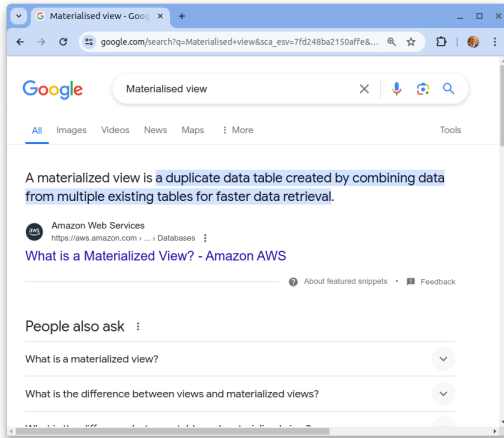 Materialised view - Goog
google.com/search?q=Materialised+view&sca_esv=7fd248ba2150affe&...
Google
Materialised view
All Images Videos News Maps More Tools
A materialized view is a duplicate data table created by combining data
from multiple existing tables for faster data retrieval.
aws
Amazon Web Services
https://aws.amazon.com › ... › Databases
What is a Materialized View? - Amazon AWS
About featured snippets • Feedback
People also ask
What is a materialized view?
What is the difference between views and materialized views?